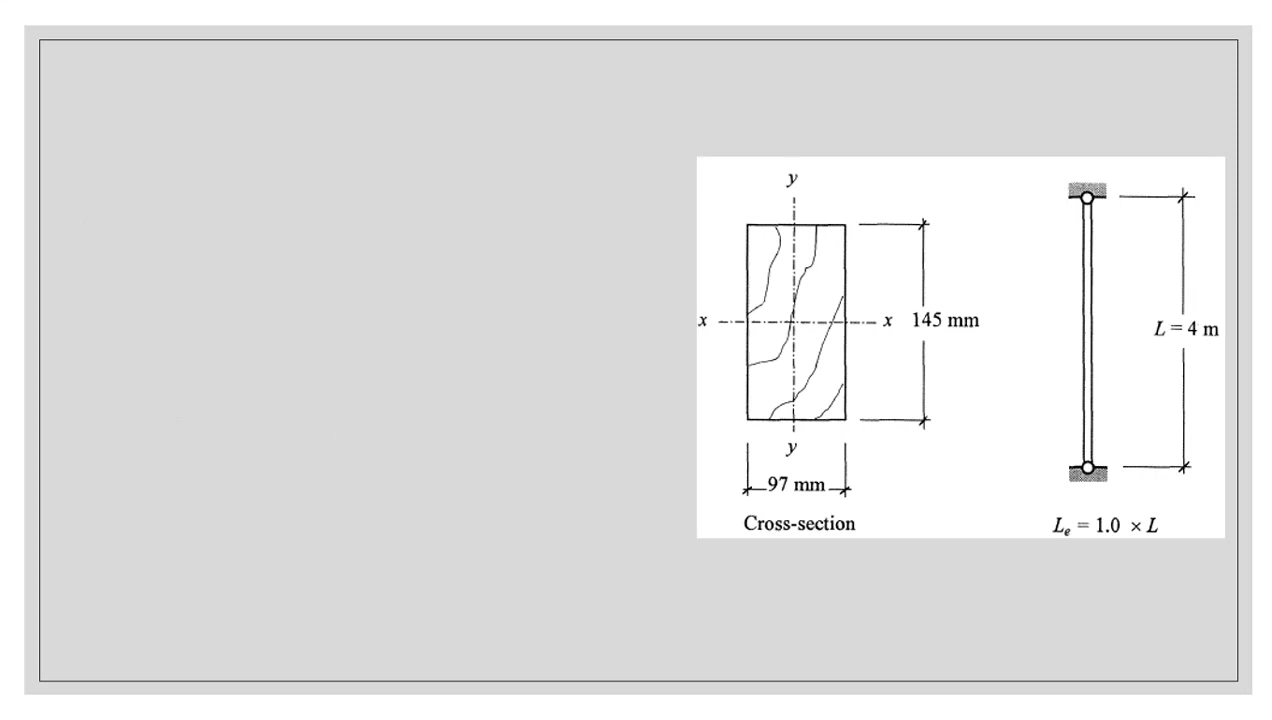 y
x
x
145 mm
y
97 mm
Cross-section
L = 4 m
Lₑ = 1.0 × L